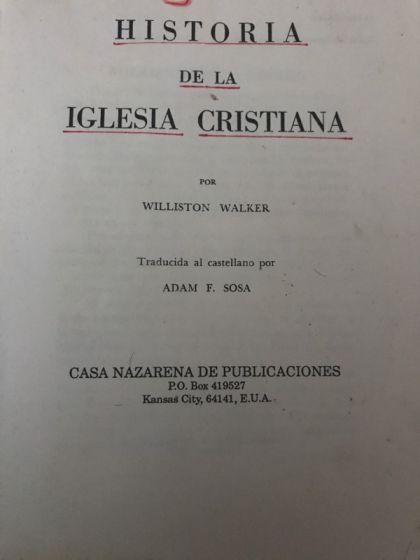 HISTORIA
DE LA
IGLESIA CRISTIANA
POR
WILLISTON WALKER
Traducida al castellano por
ADAM F. SOSA
CASA NAZARENA DE PUBLICACIONES
P.O. Box 419527
Kansas City, 64141, E.U.A.